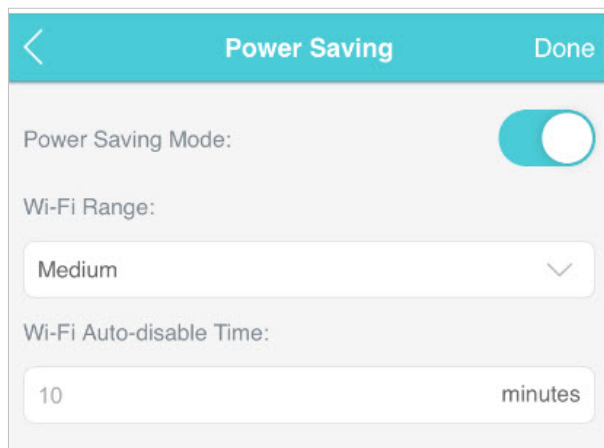 Power Saving Done
Power Saving Mode:
Wi-Fi Range:
Medium
Wi-Fi Auto-disable Time:
10 minutes